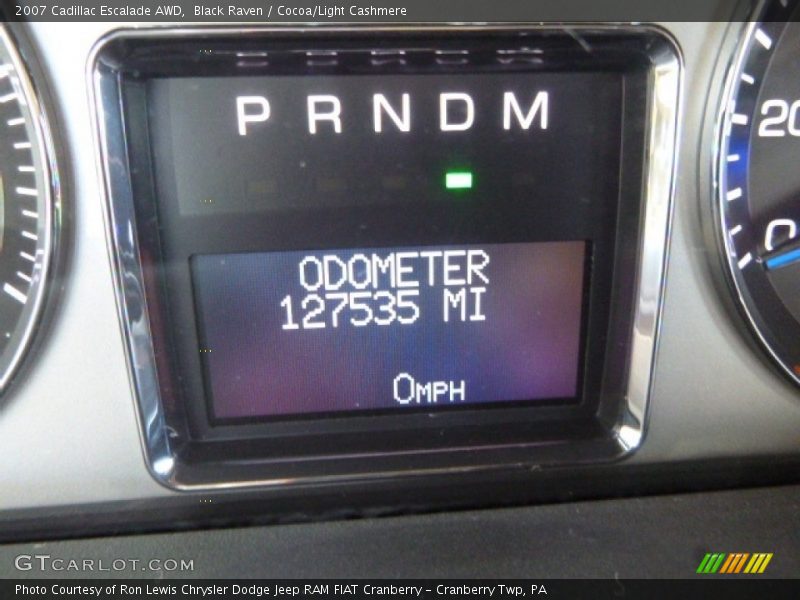 2007 Cadillac Escalade AWD, Black Raven / Cocoa/Light Cashmere
P R N D M
20
0
ODOMETER
127535 MI
0MPH
GTCARLOT.COM
Photo Courtesy of Ron Lewis Chrysler Dodge Jeep RAM FIAT Cranberry – Cranberry Twp, PA